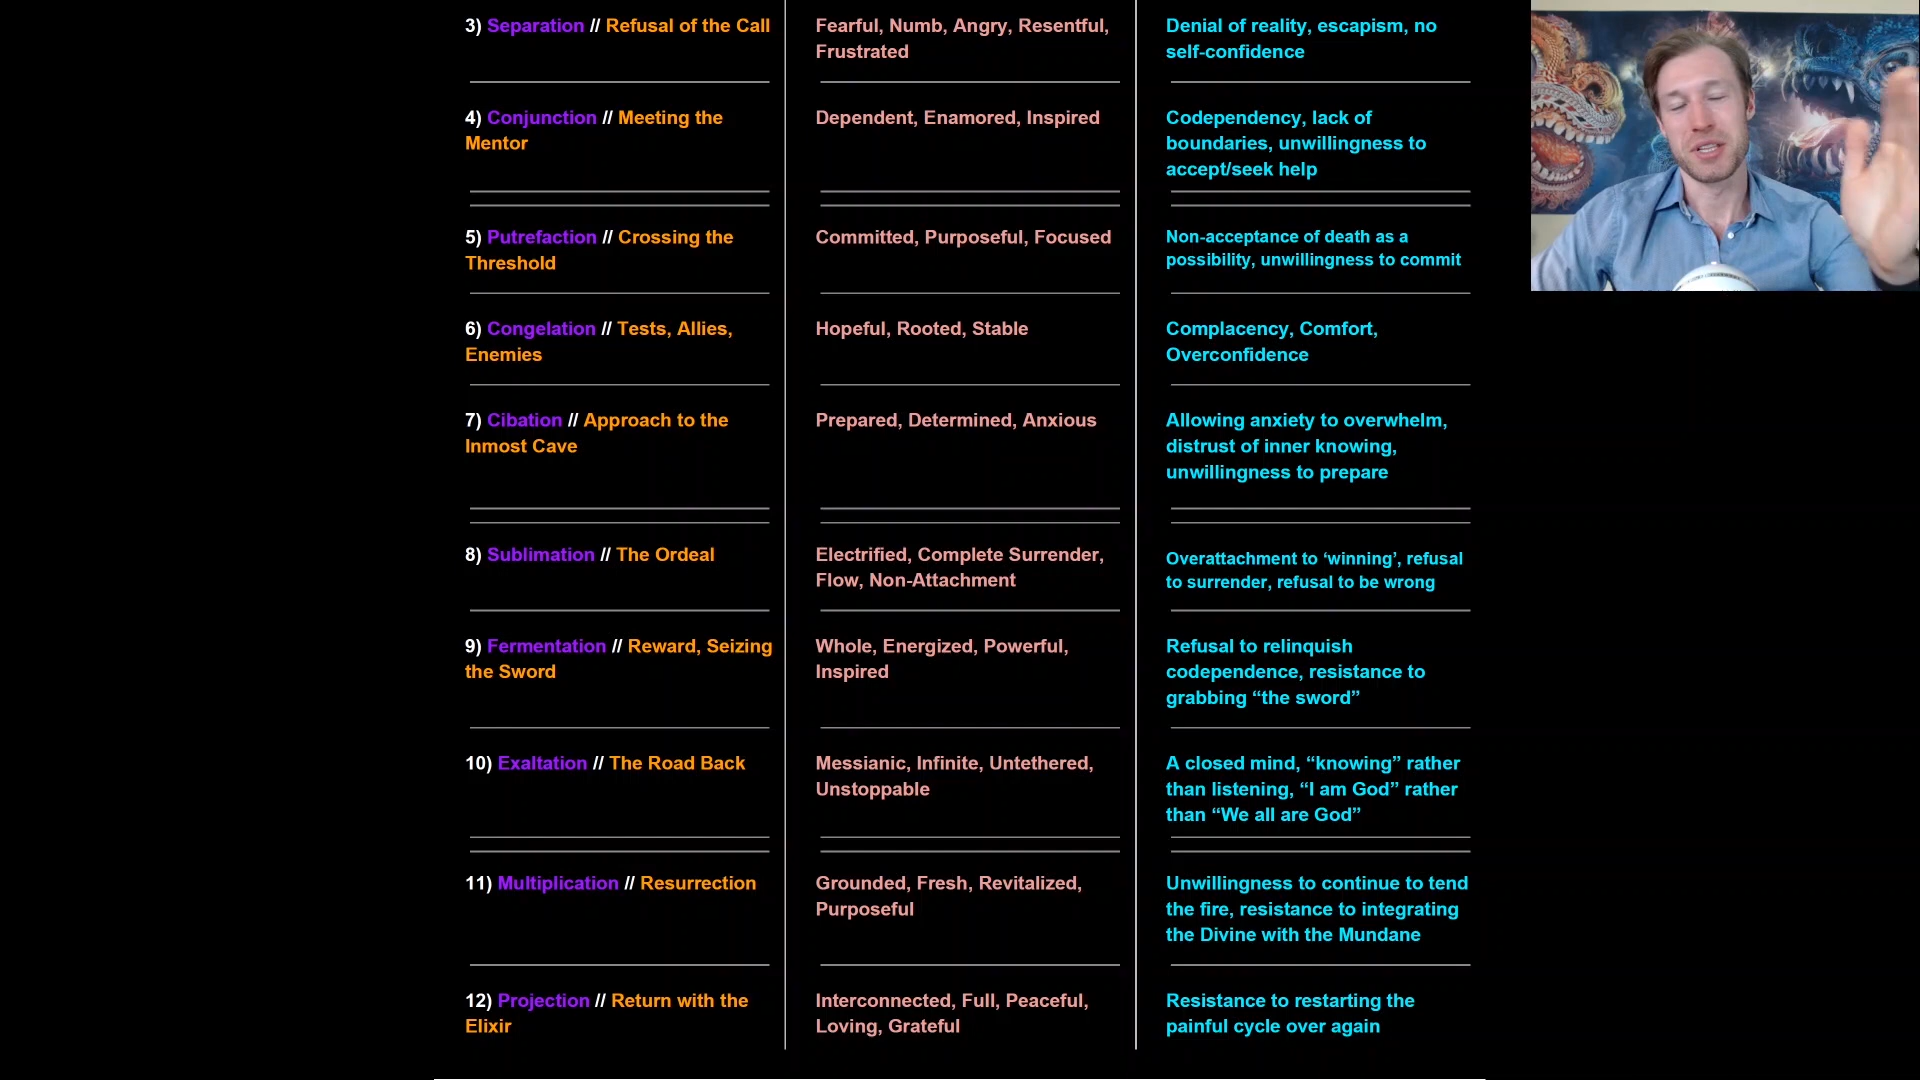 3) Separation // Refusal of the Call
Fearful, Numb, Angry, Resentful,
Frustrated
Denial of reality, escapism, no
self-confidence
4) Conjunction // Meeting the
Mentor
Dependent, Enamored, Inspired
Codependency, lack of
boundaries, unwillingness to
accept/seek help
5) Putrefaction // Crossing the
Threshold
Committed, Purposeful, Focused
Non-acceptance of death as a
possibility, unwillingness to commit
6) Congelation // Tests, Allies,
Enemies
Hopeful, Rooted, Stable
Complacency, Comfort,
Overconfidence
7) Cibation // Approach to the
Inmost Cave
Prepared, Determined, Anxious
Allowing anxiety to overwhelm,
distrust of inner knowing,
unwillingness to prepare
8) Sublimation // The Ordeal
Electrified, Complete Surrender,
Flow, Non-Attachment
Overattachment to ‘winning’, refusal
to surrender, refusal to be wrong
9) Fermentation // Reward, Seizing
the Sword
Whole, Energized, Powerful,
Inspired
Refusal to relinquish
codependence, resistance to
grabbing “the sword”
10) Exaltation // The Road Back
Messianic, Infinite, Untethered,
Unstoppable
A closed mind, “knowing” rather
than listening, “I am God” rather
than “We all are God”
11) Multiplication // Resurrection
Grounded, Fresh, Revitalized,
Purposeful
Unwillingness to continue to tend
the fire, resistance to integrating
the Divine with the Mundane
12) Projection // Return with the
Elixir
Interconnected, Full, Peaceful,
Loving, Grateful
Resistance to restarting the
painful cycle over again